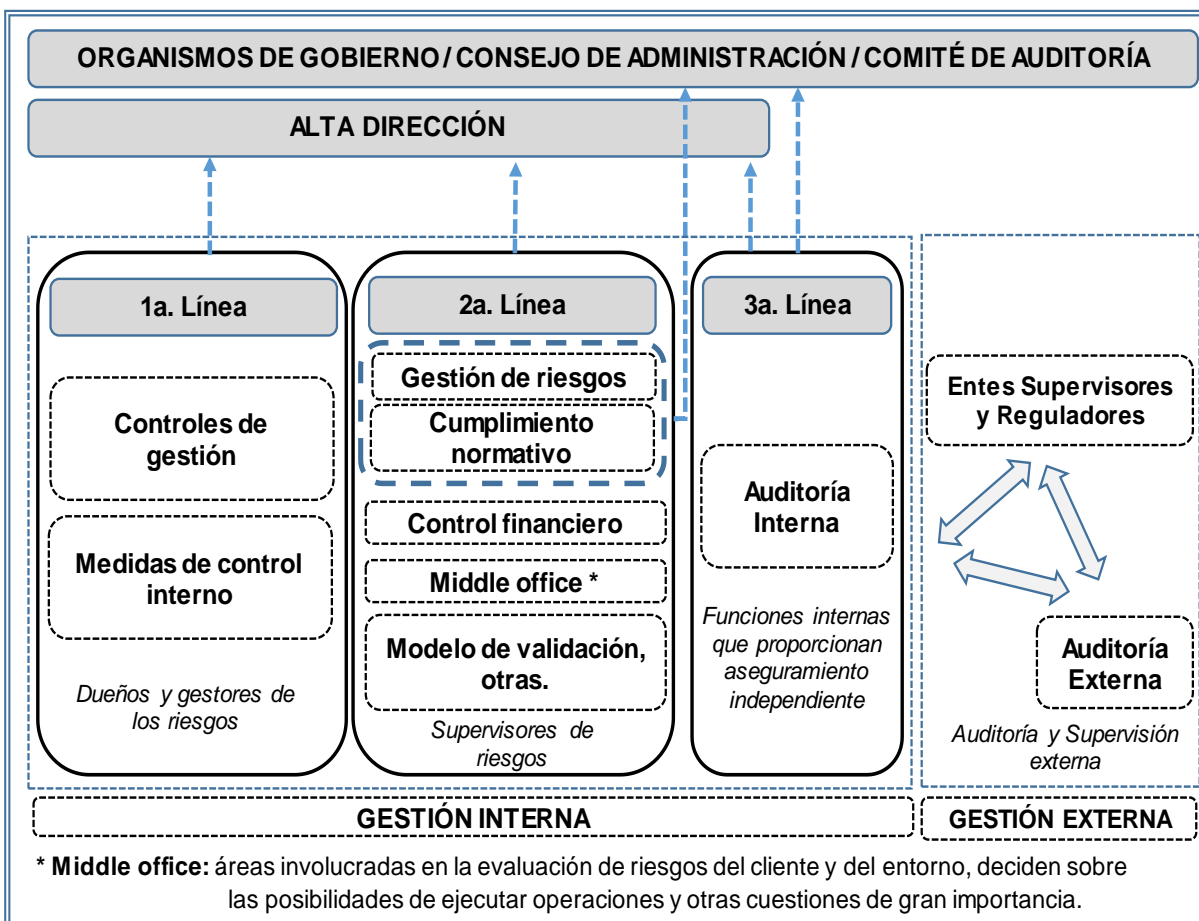 ORGANISMOS DE GOBIERNO / CONSEJO DE ADMINISTRACIÓN / COMITÉ DE AUDITORÍA
ALTA DIRECCIÓN
1a. Línea
Controles de
gestión
Medidas de control
interno
Dueños y gestores de
los riesgos
2a. Línea
Gestión de riesgos
Cumplimiento
normativo
Control financiero
Middle office *
Modelo de validación,
otras.
Supervisores de
riesgos
3a. Línea
Auditoría
Interna
Funciones internas
que proporcionan
aseguramiento
independiente
Entes Supervisores
y Reguladores
Auditoría
Externa
Auditoría y Supervisión
externa
GESTIÓN INTERNA
GESTIÓN EXTERNA
* Middle office: áreas involucradas en la evaluación de riesgos del cliente y del entorno, deciden sobre
las posibilidades de ejecutar operaciones y otras cuestiones de gran importancia.